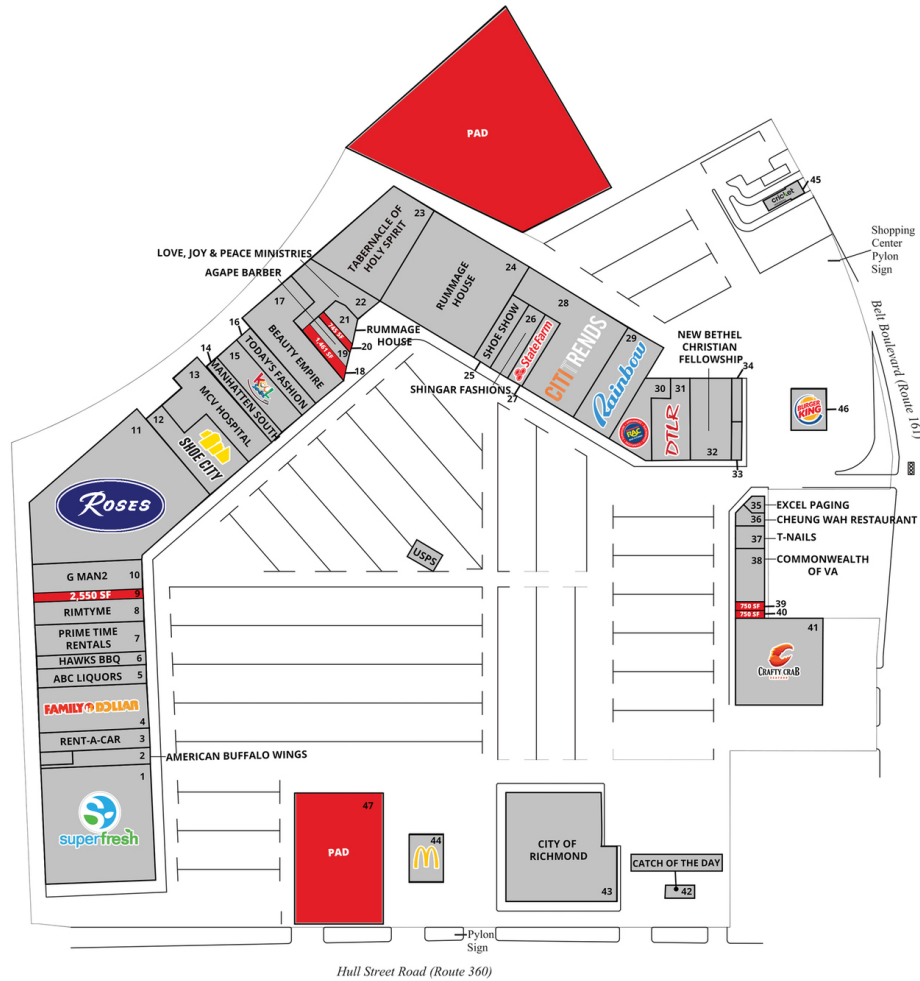 PAD
45
cricket
Shopping
Center
Pylon
Sign
23
TABERNACLE OF
HOLY SPIRIT
LOVE, JOY & PEACE MINISTRIES
AGAPE BARBER
24
RUMMAGE
HOUSE
28
CITITRENDS
17
22
21
20
19
18
1,461 SF
RUMMAGE
HOUSE
BEAUTY EMPIRE
16
TODAY'S FASHION
15
k&g
14
MANHATTAN SOUTH
13
MCV HOSPITAL
12
SHOE CITY
11
ROSES
SHOE SHOW
26
StateFarm
25
SHINGAR FASHIONS
27
29
Rainbow
NEW BETHEL
CHRISTIAN
FELLOWSHIP
34
30
31
RAC
DTLR
32
33
BURGER
KING
46
Belt Boulevard (Route 161)
35
EXCEL PAGING
36
CHEUNG WAH RESTAURANT
37
T-NAILS
38
COMMONWEALTH
OF VA
750 SF
39
750 SF
40
41
CRAFTY CRAB
USPS
G MAN2
10
2,550 SF
9
RIMTYME
8
PRIME TIME
RENTALS
7
HAWKS BBQ
6
ABC LIQUORS
5
FAMILY DOLLAR
4
RENT-A-CAR
3
2
AMERICAN BUFFALO WINGS
1
superfresh
47
PAD
44
CITY OF
RICHMOND
43
CATCH OF THE DAY
42
Pylon
Sign
Hull Street Road (Route 360)